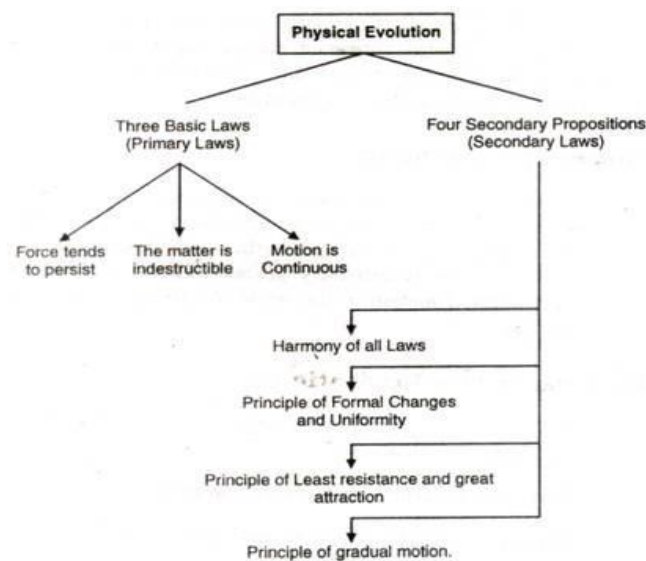 Physical Evolution
Three Basic Laws
(Primary Laws)
Four Secondary Propositions
(Secondary Laws)
Force tends
to persist
The matter is
indestructible
Motion is
Continuous
Harmony of all Laws
Principle of Formal Changes
and Uniformity
Principle of Least resistance and great
attraction
Principle of gradual motion.